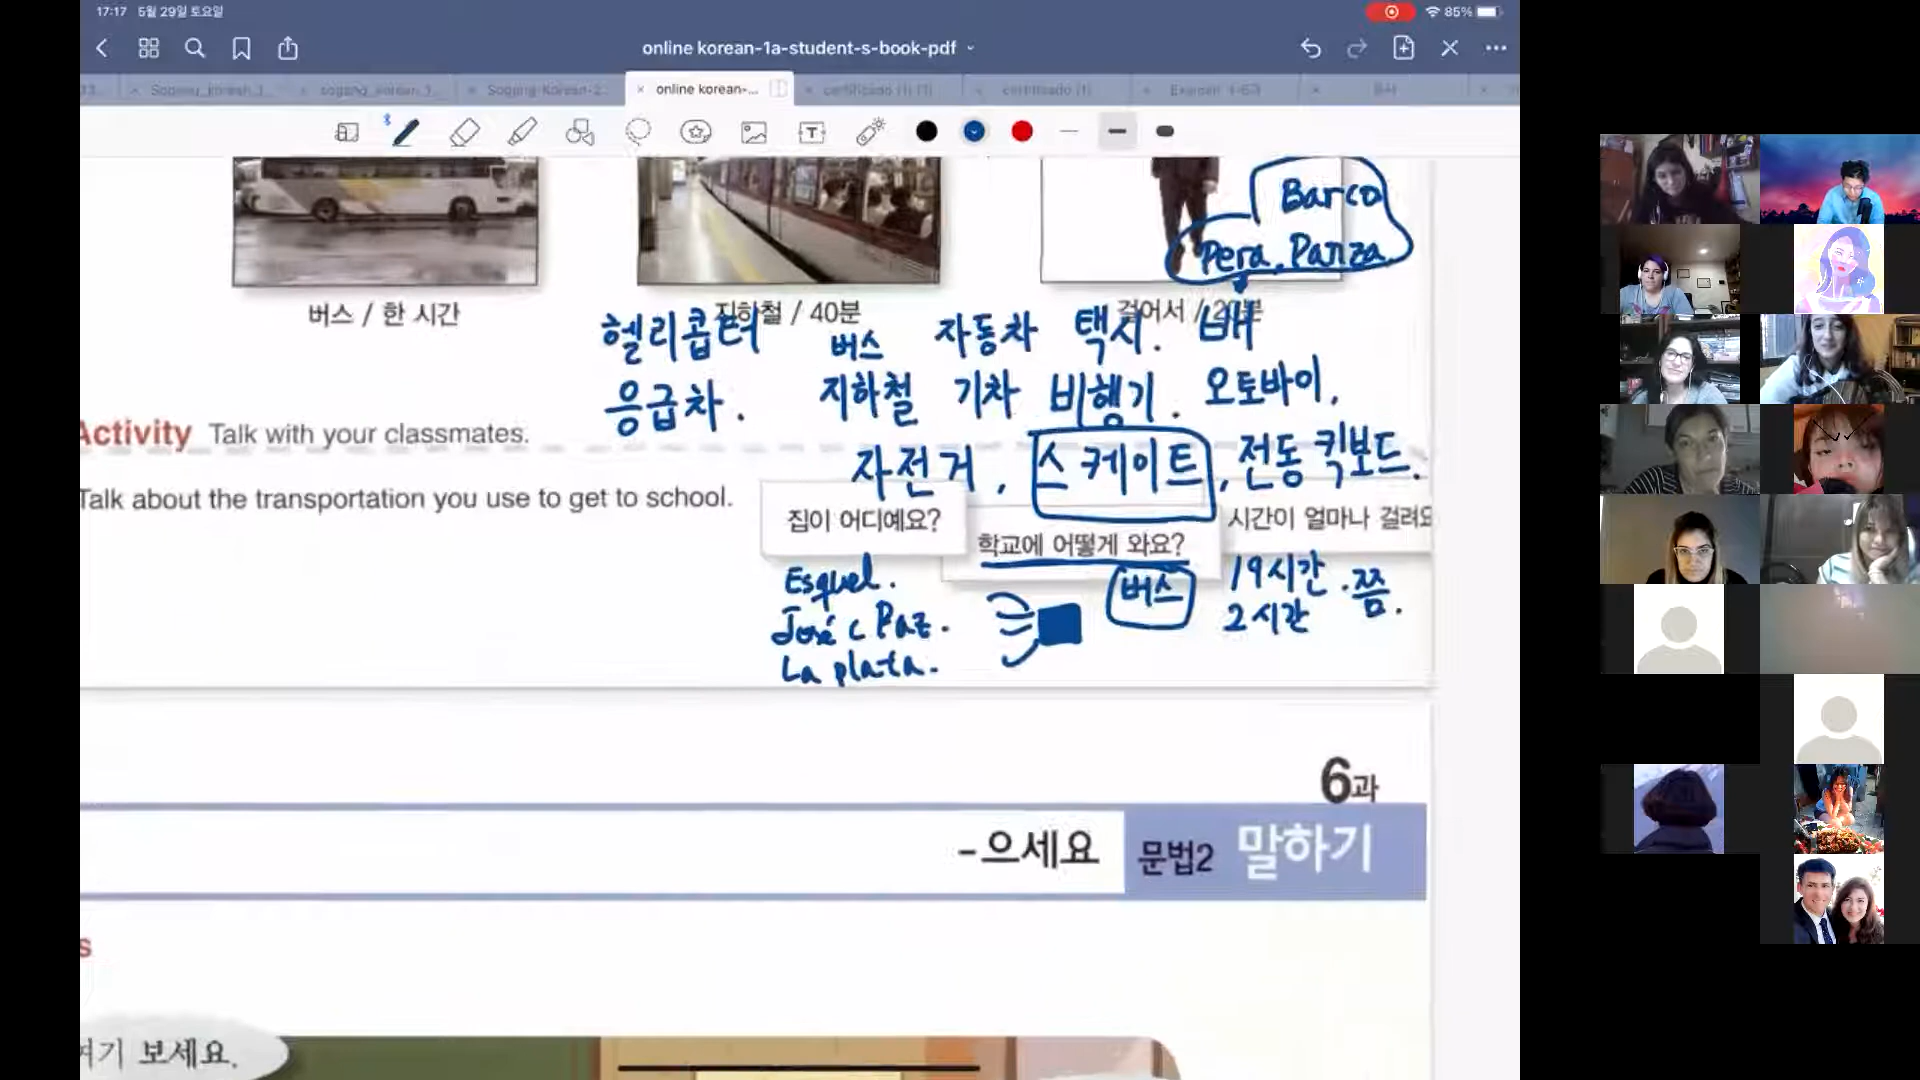 17:17 5월 29일 토요일
85%
online korean-1a-student-s-book-pdf
online korean-...
certificado (1) (1)
certificado (1)
Barco
Pera. Panza
버스 / 한 시간
지하철 / 40분
걸어서 /
헬리콥터 버스 자동차 택시. 배
응급차. 지하철 기차 비행기. 오토바이,
Activity Talk with your classmates.
자전거, 스케이트, 전동킥보드.
Talk about the transportation you use to get to school.
집이 어디예요?
학교에 어떻게 와요?
시간이 얼마나 걸려요
Esquel.
José C Paz.
La plata.
버스
19시간
2시간
.쯤.
6과
-으세요 문법2 말하기
s
보세요.